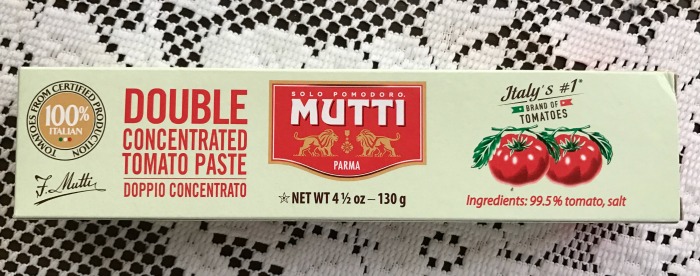 TOMATOES FROM CERTIFIED PRODUCTION
100%
ITALIAN
F. Mutti
DOUBLE
CONCENTRATED
TOMATO PASTE
DOPPIO CONCENTRATO
SOLO POMODORO.
MUTTI
PARMA
NET WT 4 ½ oz – 130 g
Italy's #1*
BRAND OF
TOMATOES
Ingredients: 99.5% tomato, salt